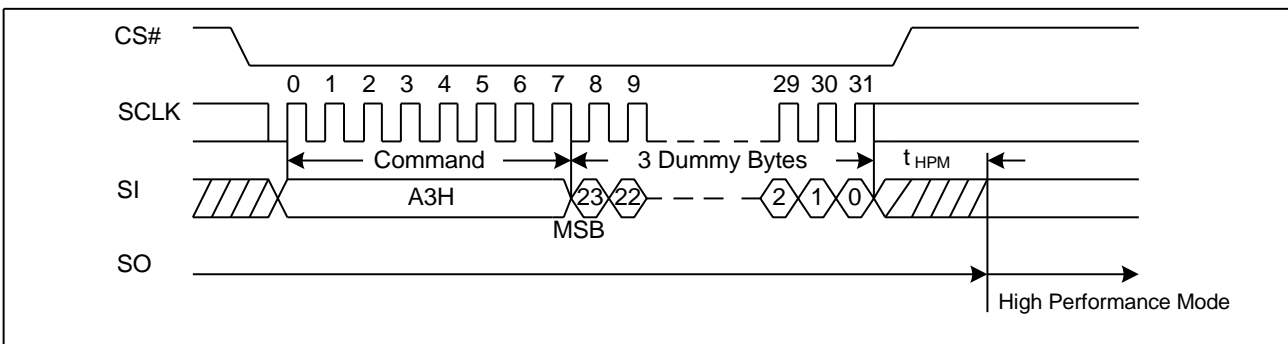 CS#
0 1 2 3 4 5 6 7 8 9 29 30 31
SCLK
Command 3 Dummy Bytes t HPM
SI A3H 23 22 2 1 0
MSB
SO
High Performance Mode